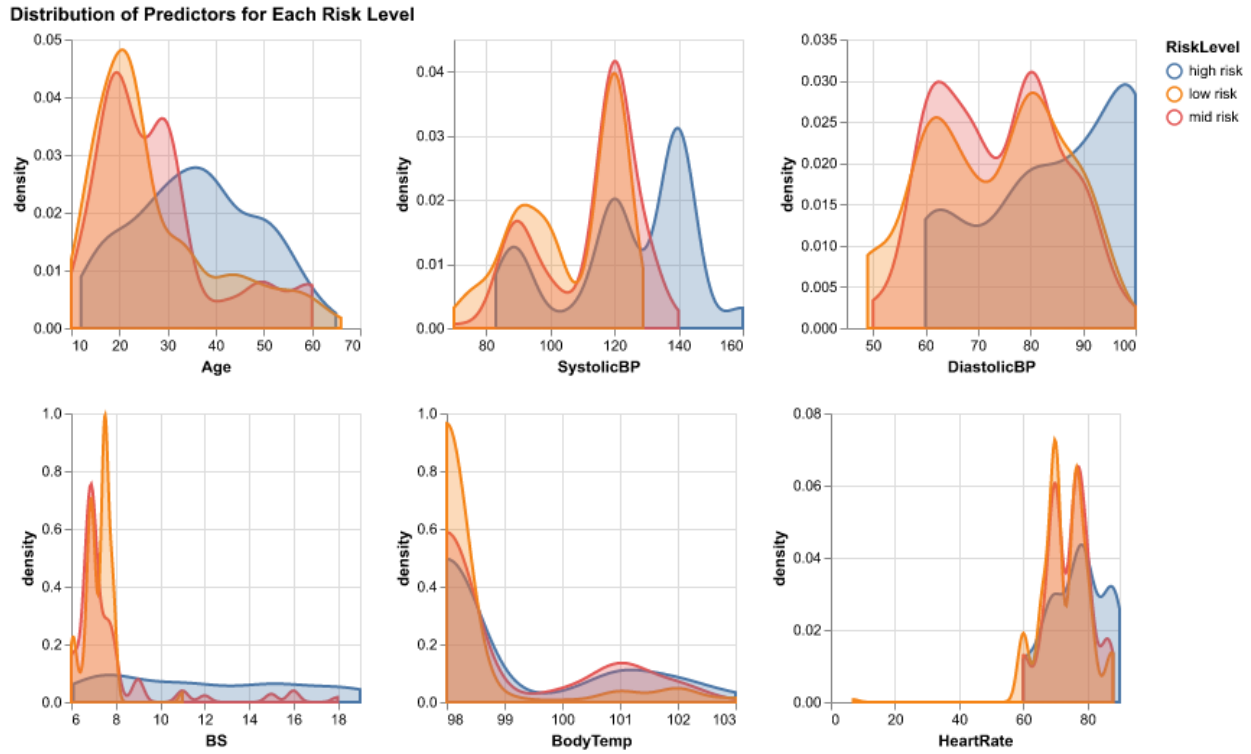 Distribution of Predictors for Each Risk Level
0.05
0.04
0.03
0.02
0.01
0.00
density
10 20 30 40 50 60 70
Age
0.04
0.03
0.02
0.01
0.00
density
80 100 120 140 160
SystolicBP
0.035
0.030
0.025
0.020
0.015
0.010
0.005
0.000
density
50 60 70 80 90 100
DiastolicBP
RiskLevel
high risk
low risk
mid risk
1.0
0.8
0.6
0.4
0.2
0.0
density
6 8 10 12 14 16 18
BS
1.0
0.8
0.6
0.4
0.2
0.0
density
98 99 100 101 102 103
BodyTemp
0.08
0.06
0.04
0.02
0.00
density
0 20 40 60 80
HeartRate